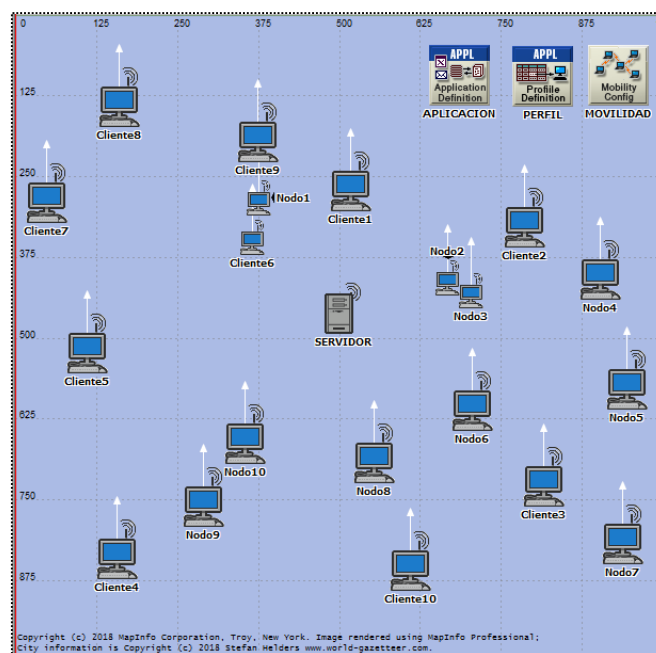 0 125 250 375 500 625 750 875
APPL
Application
Definition
APLICACION
APPL
Profile
Definition
PERFIL
Mobility
Config
MOVILIDAD
125
Cliente8
Cliente9
250
Nodo1
Cliente7
Cliente1
Cliente2
Nodo2
375
Cliente6
Nodo4
Nodo3
500
SERVIDOR
Cliente5
Nodo5
625
Nodo6
Nodo10
Nodo8
750
Cliente3
Nodo9
Nodo7
Cliente4
875
Cliente10
Copyright (c) 2018 MapInfo Corporation, Troy, New York. Image rendered using MapInfo Professional;
City information is Copyright (c) 2018 Stefan Helders www.world-gazetteer.com.